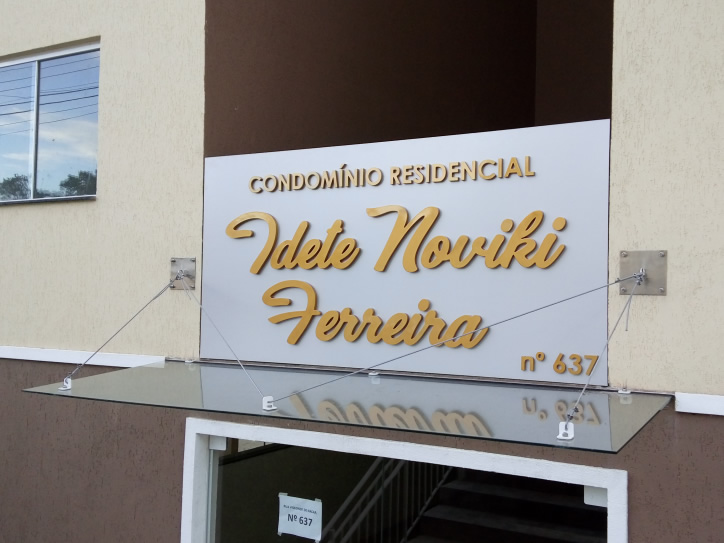 CONDOMÍNIO RESIDENCIAL
Idete Noviki
Ferreira
nº 637
Nº 637